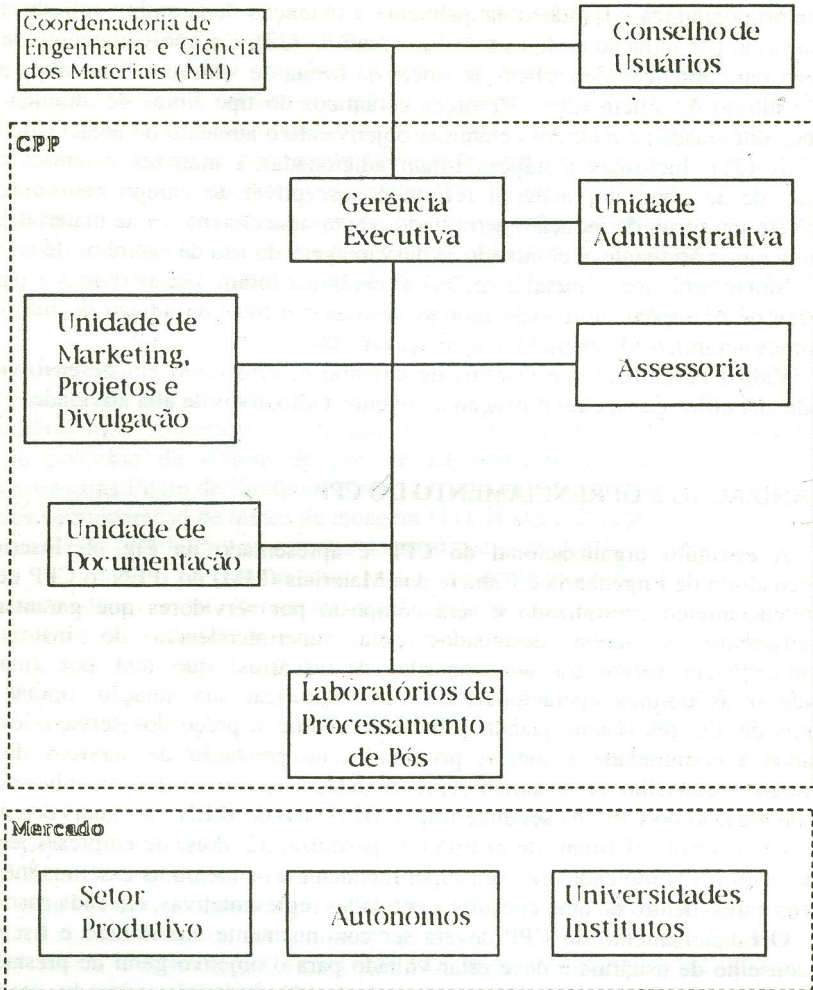 Coordenadoria de
Engenharia e Ciência
dos Materiais (MM)
Conselho de
Usuários
CPP
Gerência
Executiva
Unidade
Administrativa
Unidade de
Marketing,
Projetos e
Divulgação
Assessoria
Unidade de
Documentação
Laboratórios de
Processamento
de Pós
Mercado
Setor
Produtivo
Autônomos
Universidades
Institutos